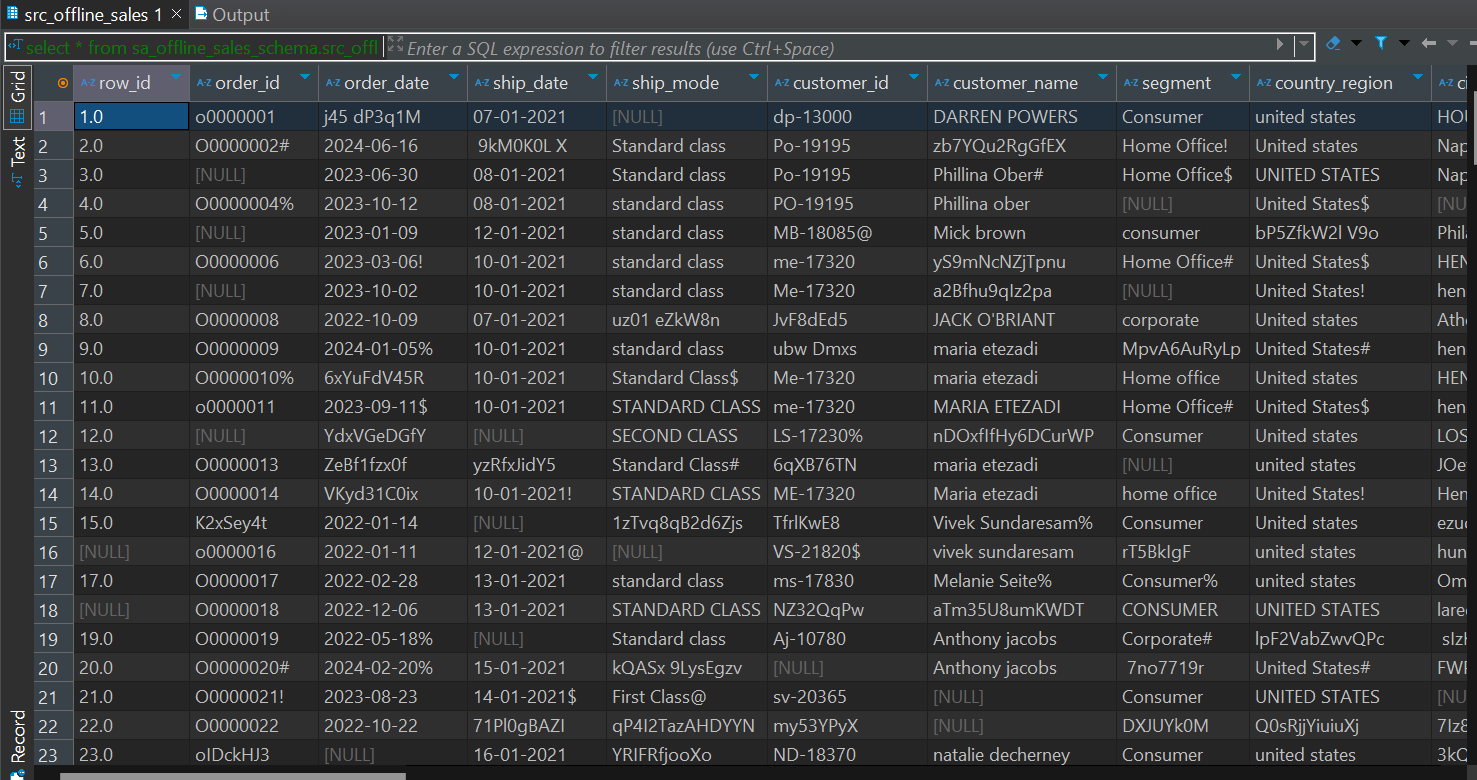 src_offline_sales 1 Output
select * from sa_offline_sales_schema.src_offl Enter a SQL expression to filter results (use Ctrl+Space)
Grid
Text
Record
A-Z row_id A-Z order_id A-Z order_date A-Z ship_date A-Z ship_mode A-Z customer_id A-Z customer_name A-Z segment A-Z country_region A-Z ci
1 1.0 o0000001 j45 dP3q1M 07-01-2021 [NULL] dp-13000 DARREN POWERS Consumer united states HOU
2 2.0 O0000002# 2024-06-16 9kM0K0L X Standard class Po-19195 zb7YQu2RgGfEX Home Office! United states Nap
3 3.0 [NULL] 2023-06-30 08-01-2021 Standard class Po-19195 Phillina Ober# Home Office$ UNITED STATES Nap
4 4.0 O0000004% 2023-10-12 08-01-2021 standard class PO-19195 Phillina ober [NULL] United States$ [NU
5 5.0 [NULL] 2023-01-09 12-01-2021 standard class MB-18085@ Mick brown consumer bP5ZfkW2l V9o Phil
6 6.0 O0000006 2023-03-06! 10-01-2021 standard class me-17320 yS9mNcNZjTpnu Home Office# United States$ HEN
7 7.0 [NULL] 2023-10-02 10-01-2021 standard class Me-17320 a2Bfhu9qIz2pa [NULL] United States! hen
8 8.0 O0000008 2022-10-09 07-01-2021 uz01 eZkW8n JvF8dEd5 JACK O'BRIANT corporate United states Ath
9 9.0 O0000009 2024-01-05% 10-01-2021 standard class ubw Dmxs maria etezadi MpvA6AuRyLp United States# hen
10 10.0 O0000010% 6xYuFdV45R 10-01-2021 Standard Class$ Me-17320 maria etezadi Home office United states HEN
11 11.0 o0000011 2023-09-11$ 10-01-2021 STANDARD CLASS me-17320 MARIA ETEZADI Home Office# United States$ hen
12 12.0 [NULL] YdxVGeDGfY [NULL] SECOND CLASS LS-17230% nDOxfIfHy6DCurWP Consumer United states LOS
13 13.0 O0000013 ZeBf1fzx0f yzRfxJidY5 Standard Class# 6qXB76TN maria etezadi [NULL] united states JOe
14 14.0 O0000014 VKyd31C0ix 10-01-2021! STANDARD CLASS ME-17320 Maria etezadi home office United States! Hen
15 15.0 K2xSey4t 2022-01-14 [NULL] 1zTvq8qB2d6Zjs TfrlKwE8 Vivek Sundaresam% Consumer United states ezu
16 [NULL] o0000016 2022-01-11 12-01-2021@ [NULL] VS-21820$ vivek sundaresam rT5BkIgF united states hun
17 17.0 O0000017 2022-02-28 13-01-2021 standard class ms-17830 Melanie Seite% Consumer% united states Om
18 [NULL] O0000018 2022-12-06 13-01-2021 STANDARD CLASS NZ32QqPw aTm35U8umKWDT CONSUMER UNITED STATES lare
19 19.0 O0000019 2022-05-18% [NULL] Standard class Aj-10780 Anthony jacobs Corporate# lpF2VabZwvQPc sIzH
20 20.0 O0000020# 2024-02-20% 15-01-2021 kQASx 9LysEgzv [NULL] Anthony jacobs 7no7719r United States# FWF
21 21.0 O0000021! 2023-08-23 14-01-2021$ First Class@ sv-20365 [NULL] Consumer UNITED STATES [NU
22 22.0 O0000022 2022-10-22 71Pl0gBAZI qP4I2TazAHDYYN my53YPyX [NULL] DXJUYk0M Q0sRjjYiuiuXj 7Iz8
23 23.0 oIDckHJ3 [NULL] 16-01-2021 YRIFRfjooXo ND-18370 natalie decherney Consumer united states 3kQ